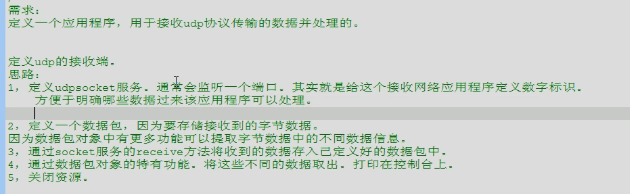 需求：
定义一个应用程序，用于接收udp协议传输的数据并处理的。
定义udp的接收端。
思路：
1，定义udpsocket服务。通常会监听一个端口。其实就是给这个接收网络应用程序定义数字标识。
方便于明确哪些数据过来该应用程序可以处理。
2，定义一个数据包，因为要存储接收到的字节数据。
因为数据包对象中有更多功能可以提取字节数据中的不同数据信息。
3，通过socket服务的receive方法将收到的数据存入已定义好的数据包中。
4，通过数据包对象的特有功能。将这些不同的数据取出。打印在控制台上。
5，关闭资源。